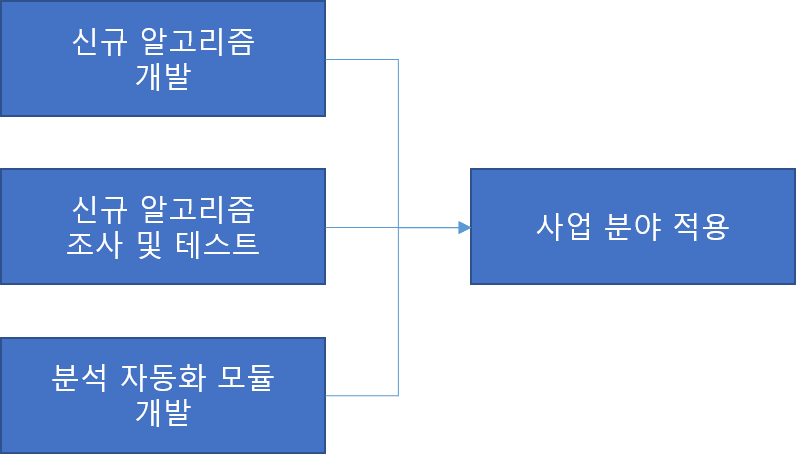 신규 알고리즘
개발
신규 알고리즘
조사 및 테스트
분석 자동화 모듈
개발
사업 분야 적용